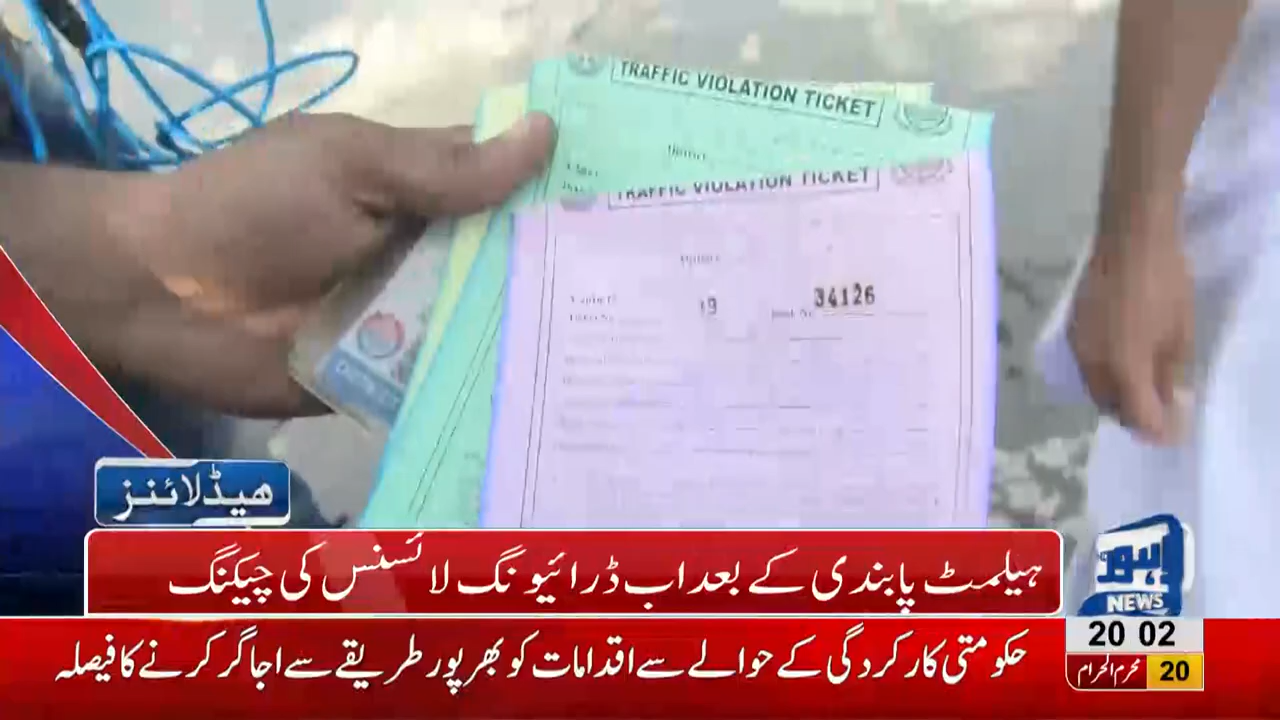 TRAFFIC VIOLATION TICKET
TRAFFIC VIOLATION TICKET
19
34126
ہیڈلائنز
ہیلمٹ پابندی کے بعد اب ڈرائیونگ لائسنس کی چیکنگ
حکومتی کارکردگی کے حوالے سے اقدامات کو بھرپور طریقے سے اجاگر کرنے کا فیصلہ
NEWS
20 02
محرم الحرام 20